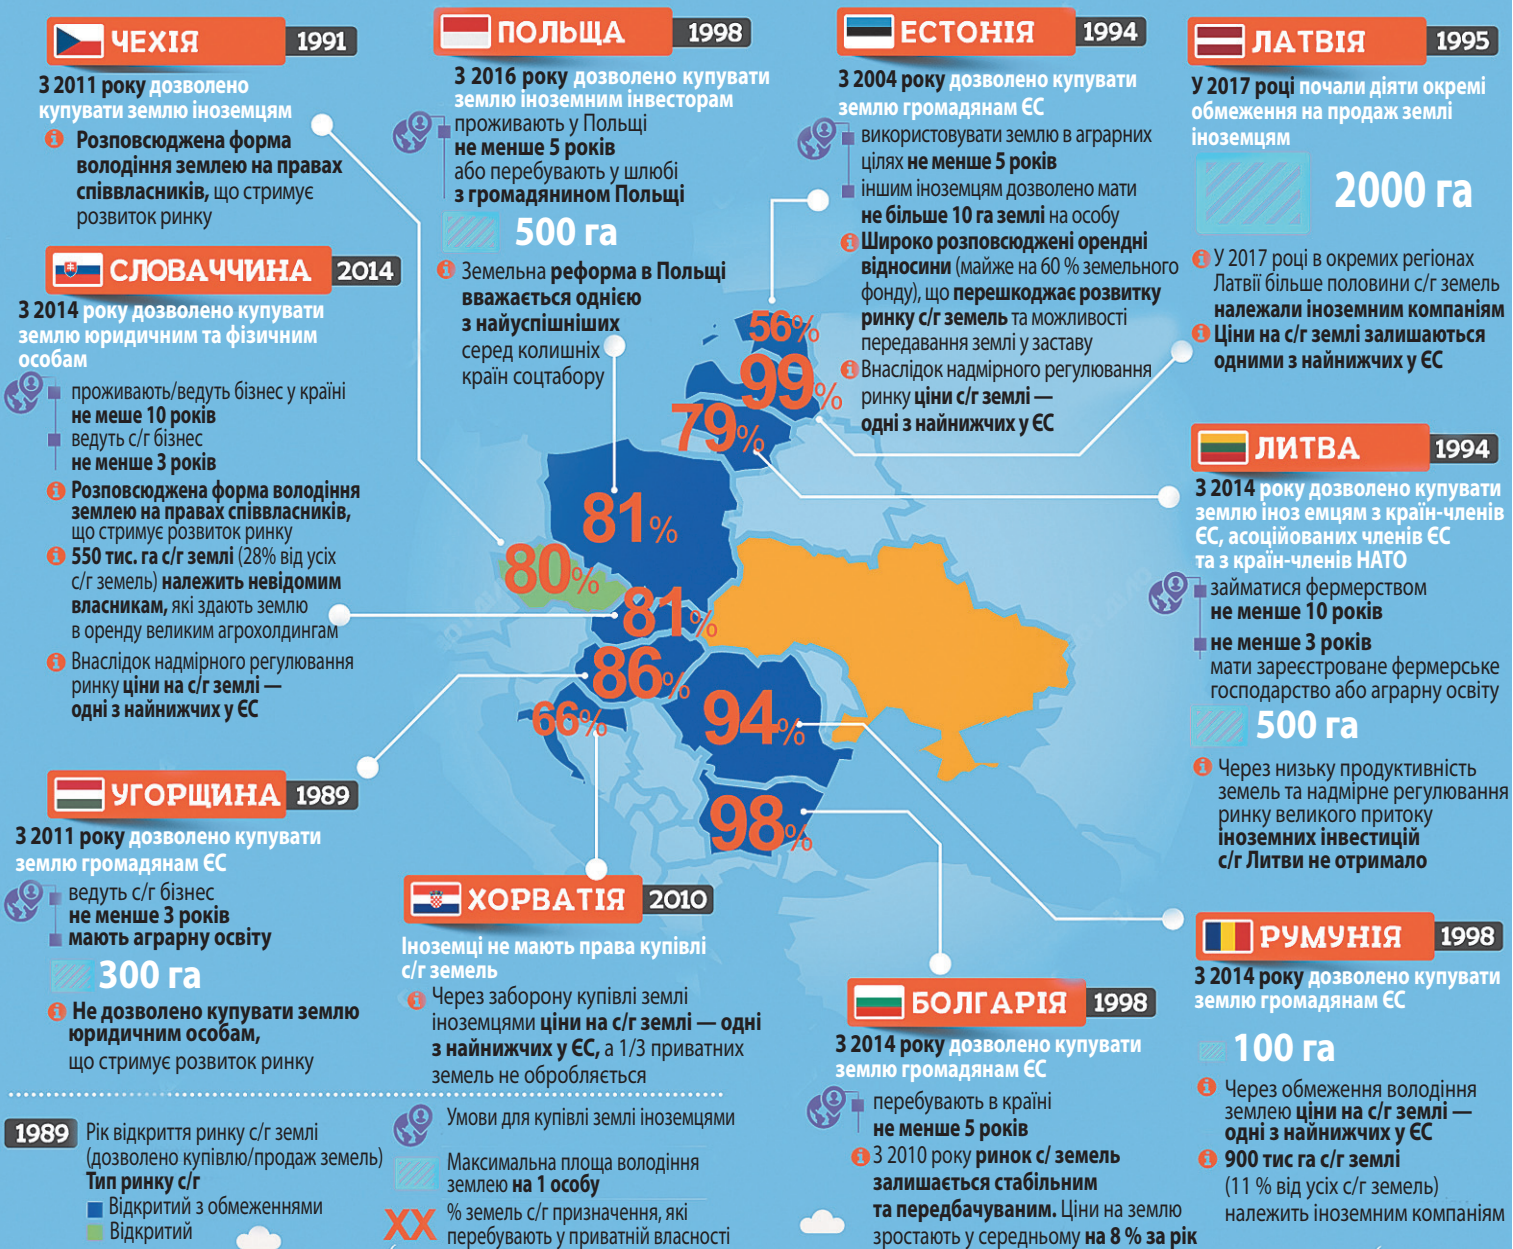 ЧЕХІЯ 1991
З 2011 року дозволено
купувати землю іноземцям
Розповсюджена форма
володіння землею на правах
співвласників, що стримує
розвиток ринку
СЛОВАЧЧИНА 2014
З 2014 року дозволено купувати
землю юридичним та фізичним
особам
проживають/ведуть бізнес у країні
не меше 10 років
ведуть с/г бізнес
не менше 3 років
Розповсюджена форма володіння
землею на правах співвласників,
що стримує розвиток ринку
550 тис. га с/г землі (28% від усіх
с/г земель) належить невідомим
власникам, які здають землю
в оренду великим агрохолдингам
Внаслідок надмірного регулювання
ринку ціни на с/г землі —
одні з найнижчих у ЄС
УГОРЩИНА 1989
З 2011 року дозволено купувати
землю громадянам ЄС
ведуть с/г бізнес
не менше 3 років
мають аграрну освіту
300 га
Не дозволено купувати землю
юридичним особам,
що стримує розвиток ринку
ПОЛЬЩА 1998
З 2016 року дозволено купувати
землю іноземним інвесторам
проживають у Польщі
не менше 5 років
або перебувають у шлюбі
з громадянином Польщі
500 га
Земельна реформа в Польщі
вважається однією
з найуспішніших
серед колишніх
країн соцтабору
ЕСТОНІЯ 1994
З 2004 року дозволено купувати
землю громадянам ЄС
використовувати землю в аграрних
цілях не менше 5 років
іншим іноземцям дозволено мати
не більше 10 га землі на особу
Широко розповсюджені орендні
відносини (майже на 60 % земельного
фонду), що перешкоджає розвитку
ринку с/г земель та можливості
передавання землі у заставу
Внаслідок надмірного регулювання
ринку ціни с/г землі —
одні з найнижчих у ЄС
ЛАТВІЯ 1995
У 2017 році почали діяти окремі
обмеження на продаж землі
іноземцям
2000 га
У 2017 році в окремих регіонах
Латвії більше половини с/г земель
належали іноземним компаніям
Ціни на с/г землі залишаються
одними з найнижчих у ЄС
ЛИТВА 1994
З 2014 року дозволено купувати
землю іноз емцям з країн-членів
ЄС, асоційованих членів ЄС
та з країн-членів НАТО
займатися фермерством
не менше 10 років
не менше 3 років
мати зареєстроване фермерське
господарство або аграрну освіту
500 га
Через низьку продуктивність
земель та надмірне регулювання
ринку великого притоку
іноземних інвестицій
с/г Литви не отримало
56%
99%
79%
81%
80%
81%
86%
66%
94%
98%
ХОРВАТІЯ 2010
Іноземці не мають права купівлі
с/г земель
Через заборону купівлі землі
іноземцями ціни на с/г землі — одні
з найнижчих у ЄС, а 1/3 приватних
земель не обробляється
БОЛГАРІЯ 1998
З 2014 року дозволено купувати
землю громадянам ЄС
перебувають в країні
не менше 5 років
З 2010 року ринок с/ земель
залишається стабільним
та передбачуваним. Ціни на землю
зростають у середньому на 8 % за рік
РУМУНІЯ 1998
З 2014 року дозволено купувати
землю громадянам ЄС
100 га
Через обмеження володіння
землею ціни на с/г землі —
одні з найнижчих у ЄС
900 тис га с/г землі
(11 % від усіх с/г земель)
належить іноземним компаніям
1989 Рік відкриття ринку с/г землі
(дозволено купівлю/продаж земель)
Тип ринку с/г
Відкритий з обмеженнями
Відкритий
Умови для купівлі землі іноземцями
Максимальна площа володіння
землею на 1 особу
XX % земель с/г призначення, які
перебувають у приватній власності